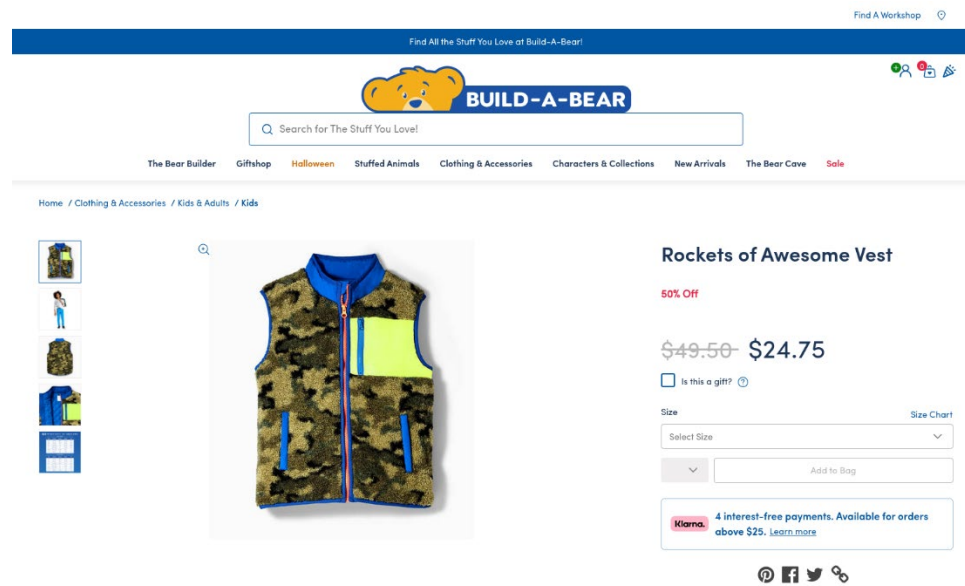 Find A Workshop
Find All the Stuff You Love at Build-A-Bear!
+ 0
BUILD-A-BEAR
Search for The Stuff You Love!
The Bear Builder Giftshop Halloween Stuffed Animals Clothing & Accessories Characters & Collections New Arrivals The Bear Cave Sale
Home / Clothing & Accessories / Kids & Adults / Kids
Rockets of Awesome Vest
50% Off
$49.50 $24.75
Is this a gift? ?
Size Size Chart
Select Size
Add to Bag
Klarna. 4 interest-free payments. Available for orders
above $25. Learn more